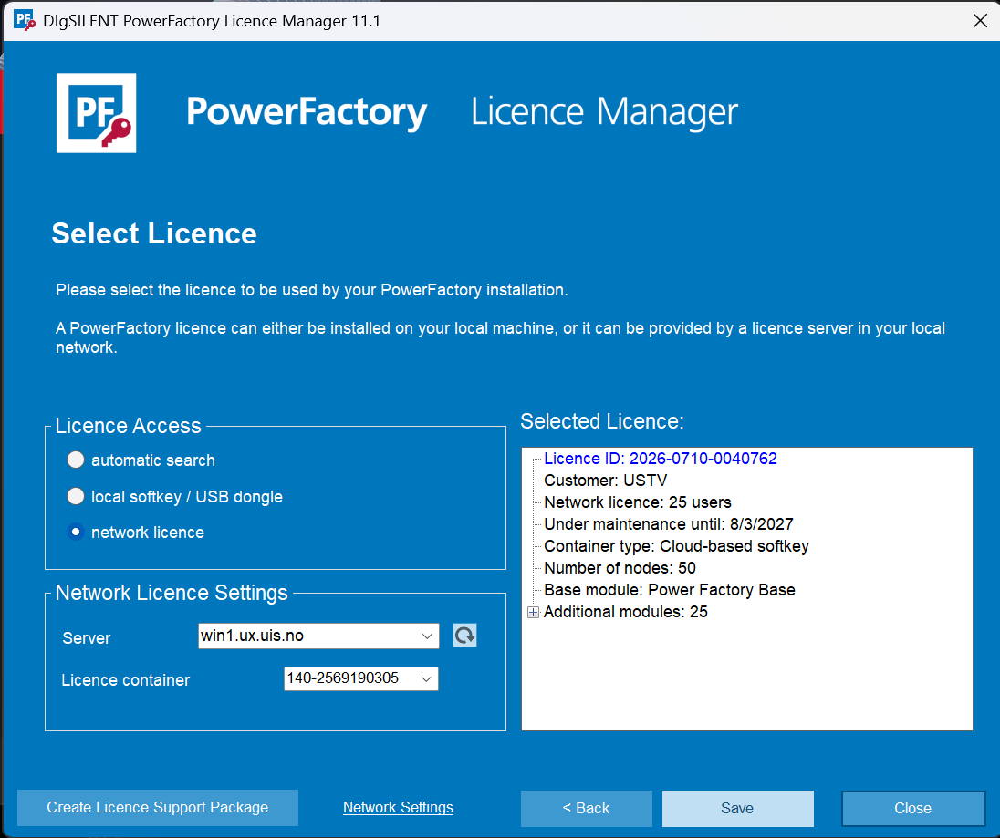 DIgSILENT PowerFactory Licence Manager 11.1
PF
PowerFactory Licence Manager
Select Licence
Please select the licence to be used by your PowerFactory installation.
A PowerFactory licence can either be installed on your local machine, or it can be provided by a licence server in your local
network.
Licence Access
automatic search
local softkey / USB dongle
network licence
Network Licence Settings
Server
win1.ux.uis.no
Licence container
140-2569190305
Selected Licence:
Licence ID: 2026-0710-0040762
Customer: USTV
Network licence: 25 users
Under maintenance until: 8/3/2027
Container type: Cloud-based softkey
Number of nodes: 50
Base module: Power Factory Base
Additional modules: 25
Create Licence Support Package
Network Settings
< Back
Save
Close